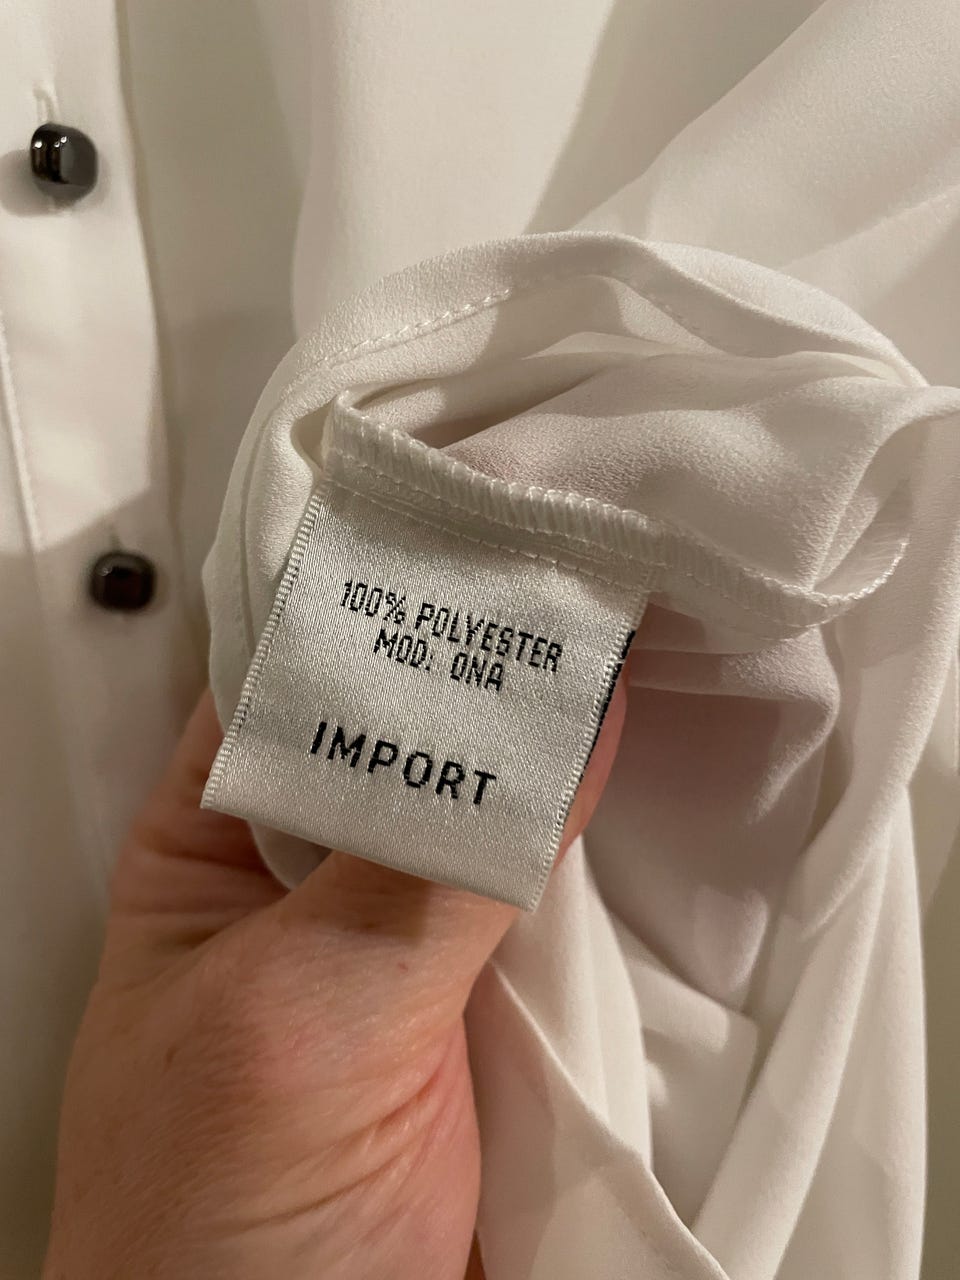 100% POLYESTER
MOD: ONA
IMPORT